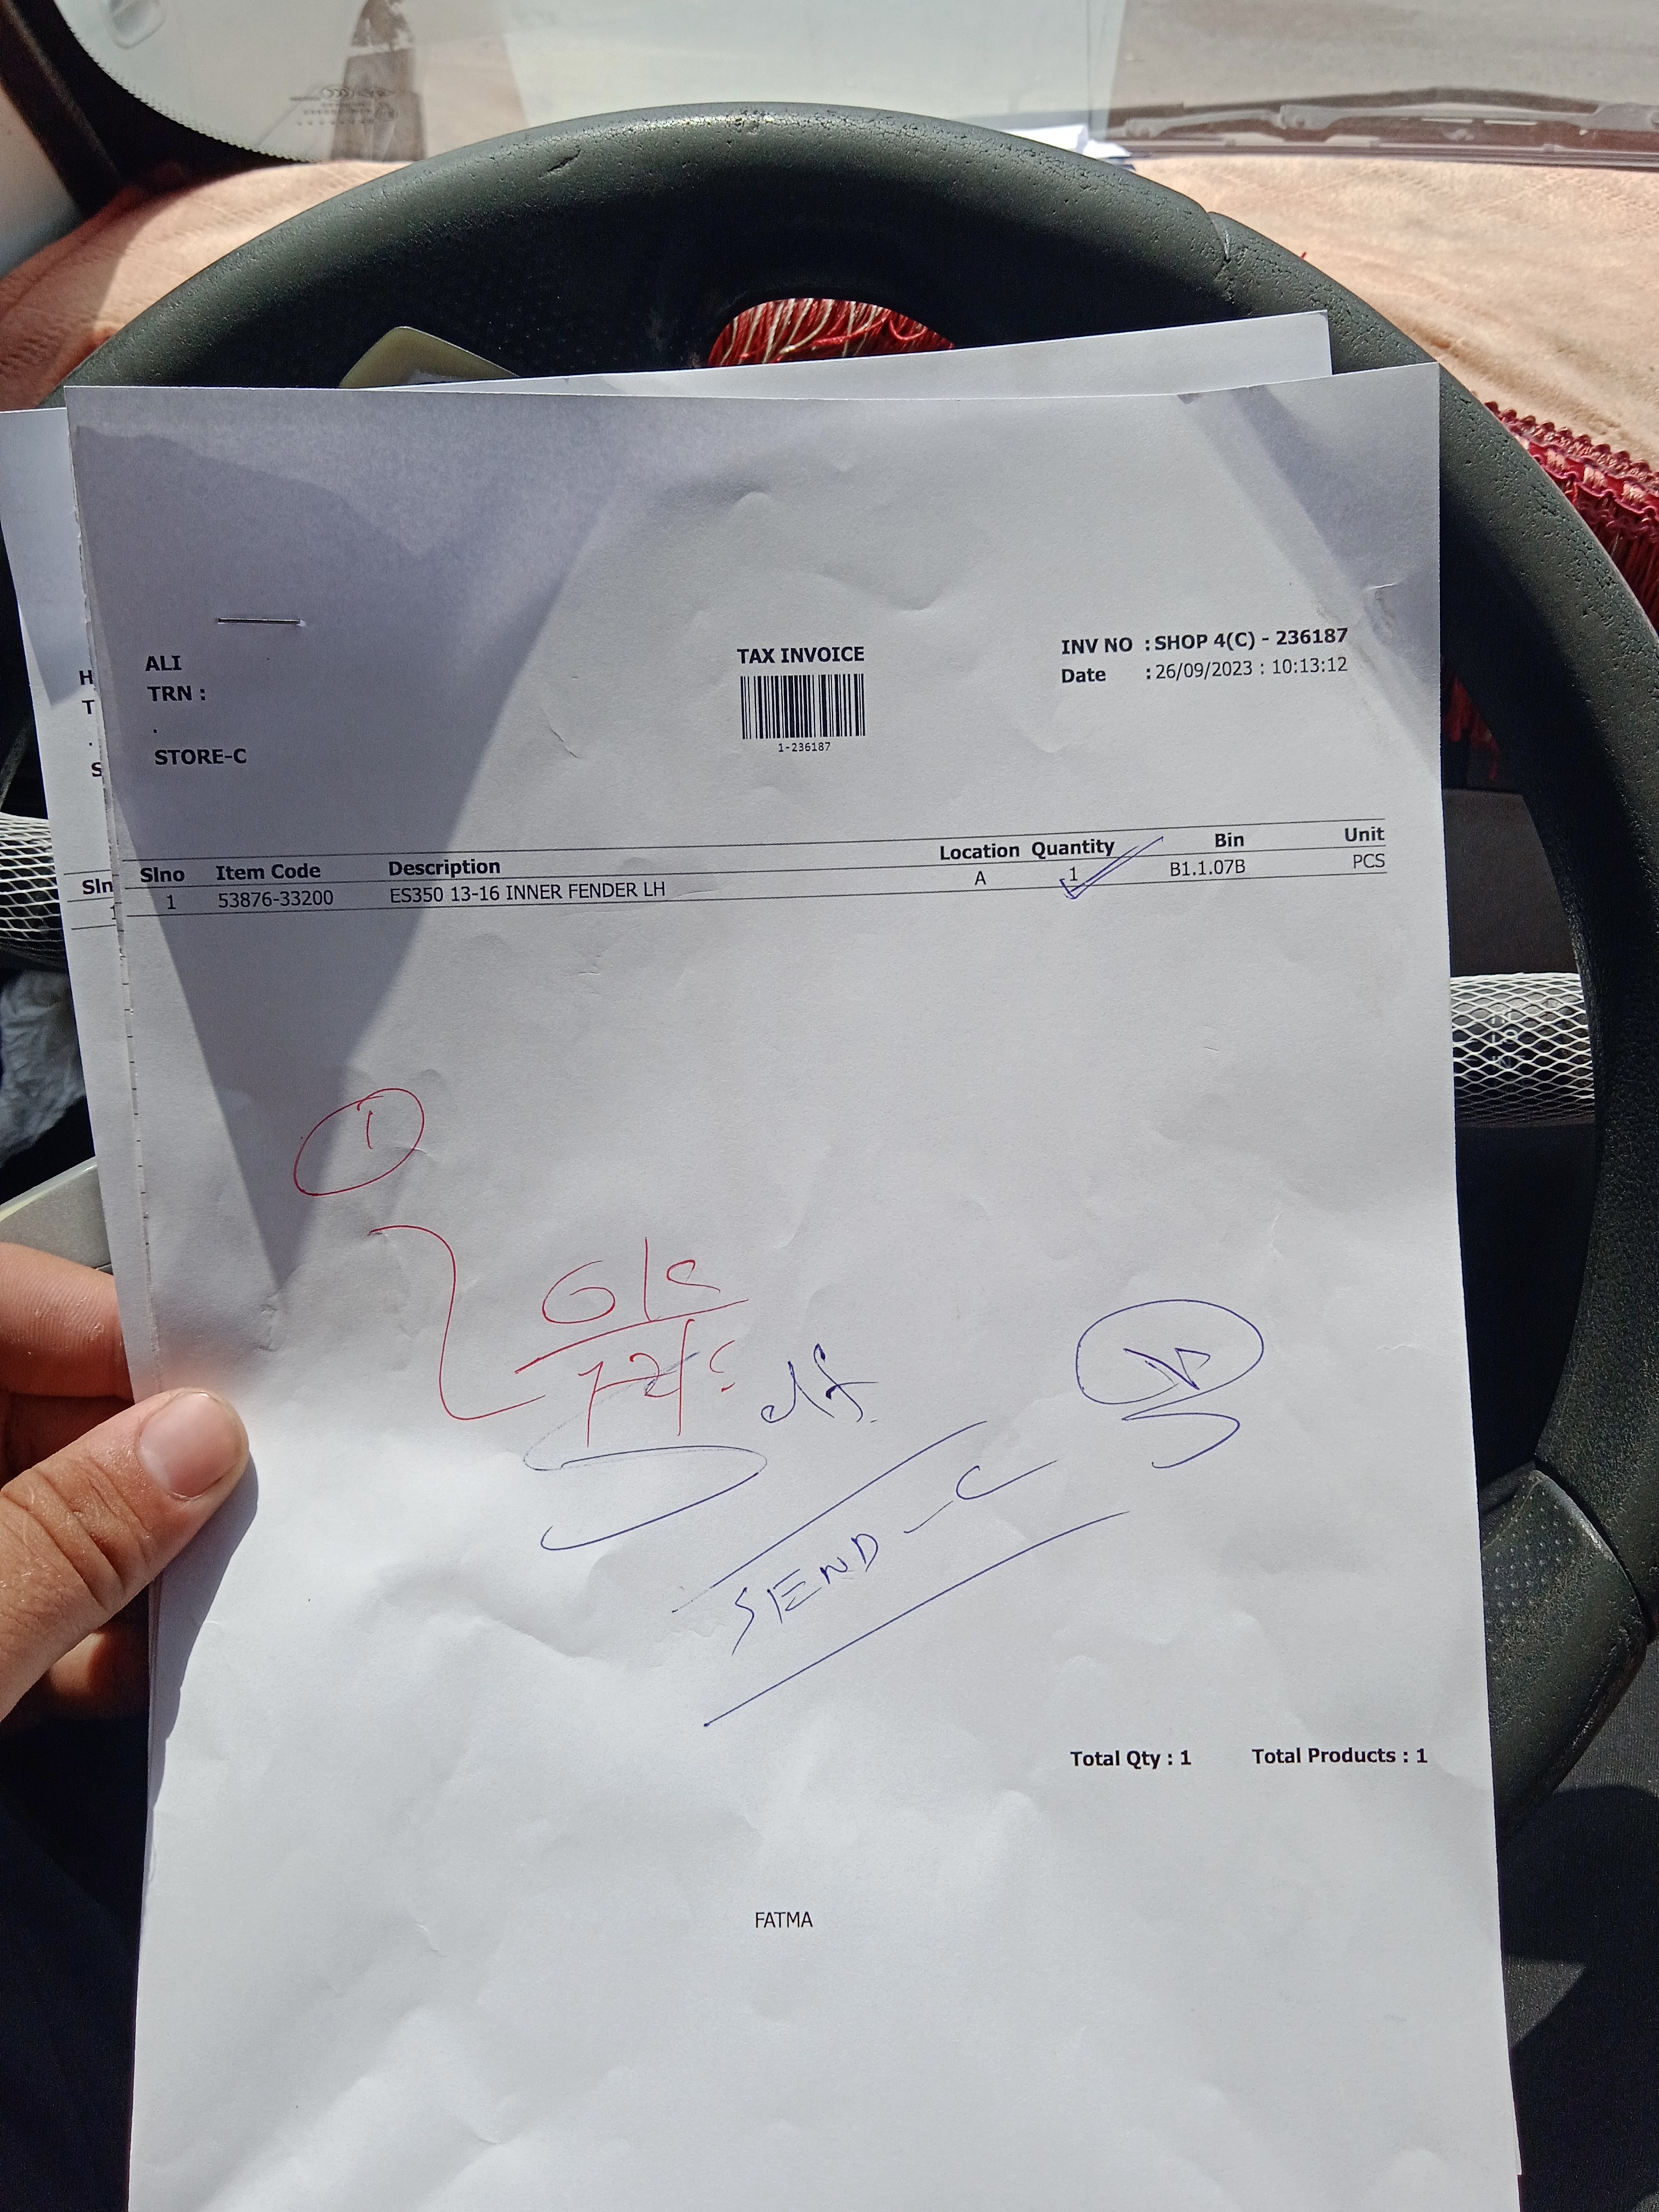 ALI
TRN :
.
STORE-C
TAX INVOICE
1-236187
INV NO : SHOP 4(C) - 236187
Date : 26/09/2023 : 10:13:12
Slno Item Code Description Location Quantity Bin Unit
1 53876-33200 ES350 13-16 INNER FENDER LH A 1 B1.1.07B PCS
1
SEND-C
Total Qty : 1 Total Products : 1
FATMA